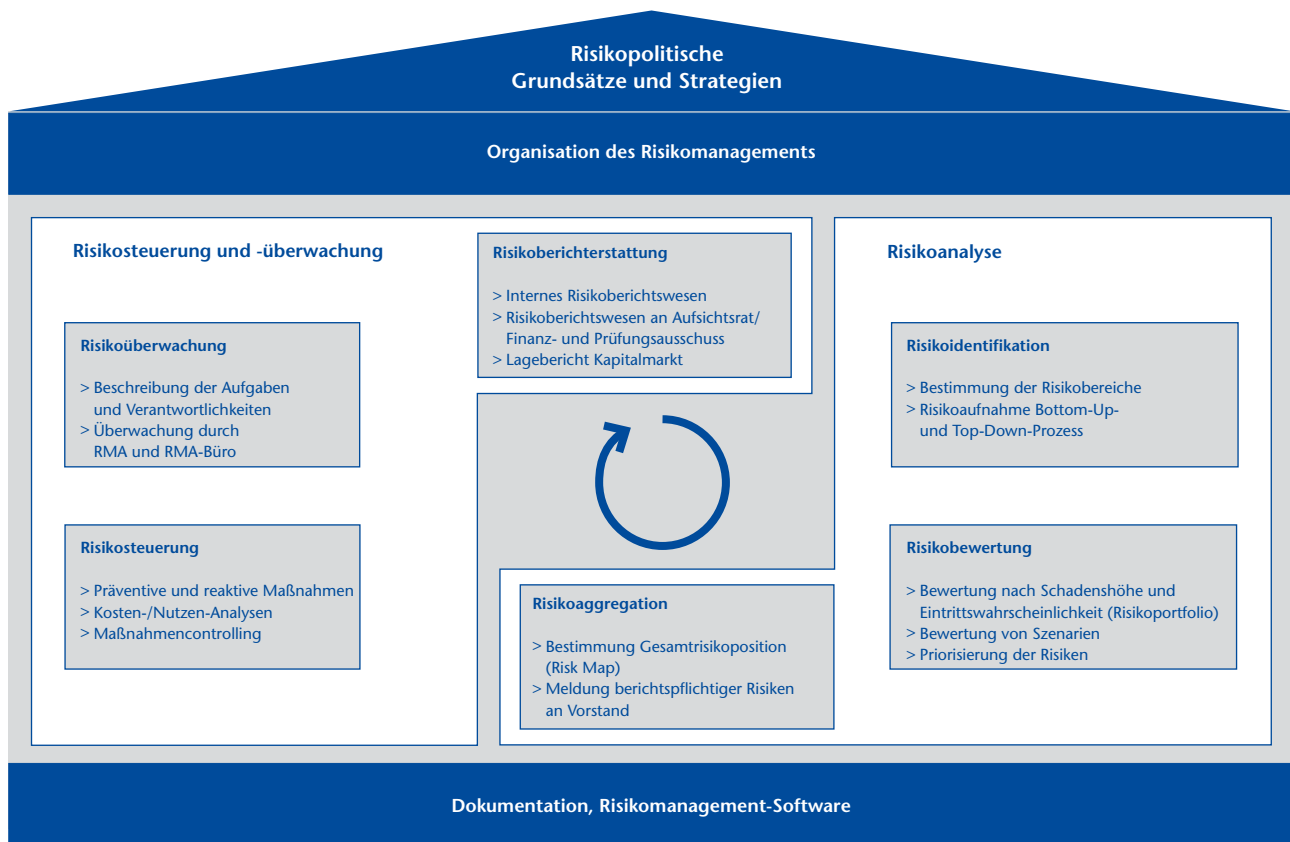 Risikopolitische
Grundsätze und Strategien
Organisation des Risikomanagements
Risikosteuerung und -überwachung
Risikoberichterstattung
> Internes Risikoberichtswesen
> Risikoberichtswesen an Aufsichtsrat/
Finanz- und Prüfungsausschuss
> Lagebericht Kapitalmarkt
Risikoüberwachung
> Beschreibung der Aufgaben
und Verantwortlichkeiten
> Überwachung durch
RMA und RMA-Büro
Risikosteuerung
> Präventive und reaktive Maßnahmen
> Kosten-/Nutzen-Analysen
> Maßnahmencontrolling
Risikoanalyse
Risikoidentifikation
> Bestimmung der Risikobereiche
> Risikoaufnahme Bottom-Up-
und Top-Down-Prozess
Risikobewertung
> Bewertung nach Schadenshöhe und
Eintrittswahrscheinlichkeit (Risikoportfolio)
> Bewertung von Szenarien
> Priorisierung der Risiken
Risikoaggregation
> Bestimmung Gesamtrisikoposition
(Risk Map)
> Meldung berichtspflichtiger Risiken
an Vorstand
Dokumentation, Risikomanagement-Software